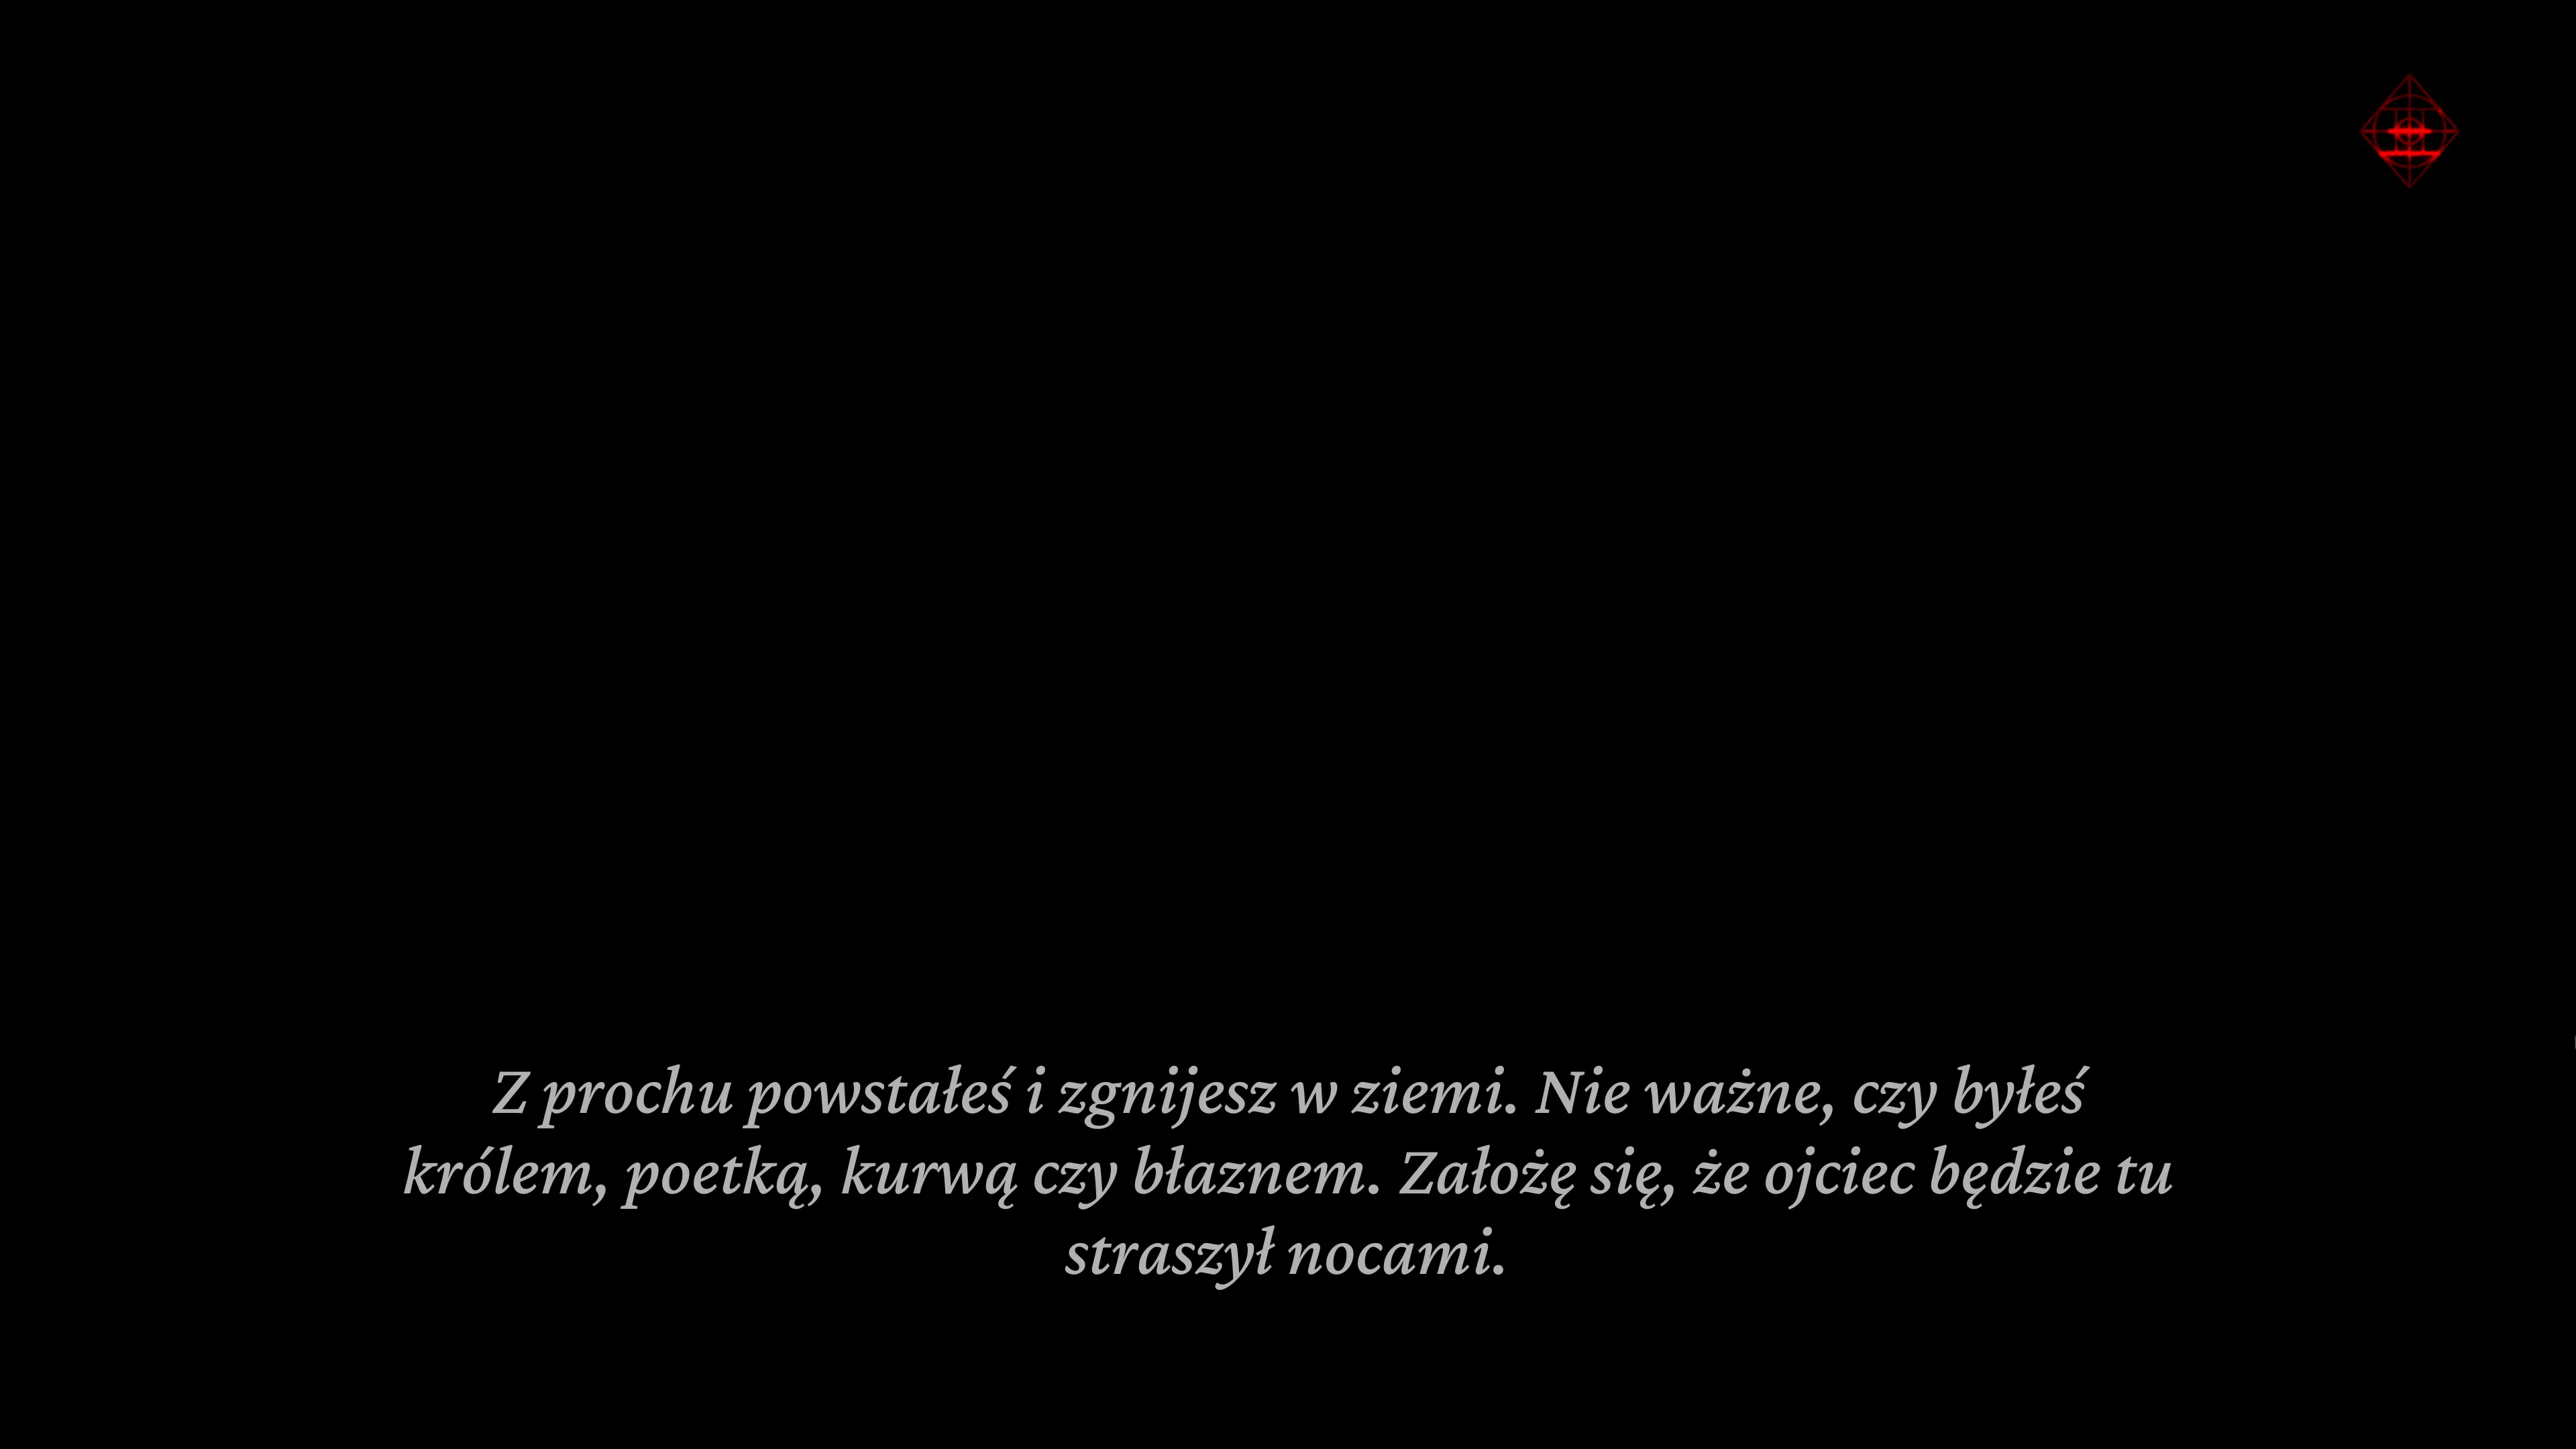 Z prochu powstałeś i zgnijesz w ziemi. Nie ważne, czy byłeś
królem, poetką, kurwą czy błaznem. Założę się, że ojciec będzie tu
straszył nocami.